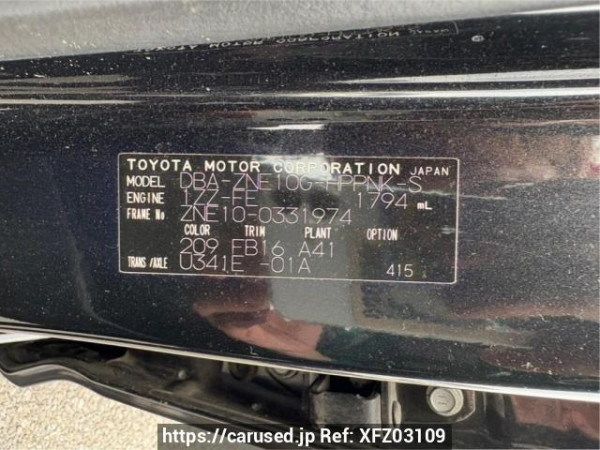 TOYOTA MOTOR CORPORATION JAPAN
MODEL DBA-ZNE10G-HPPNK-S
ENGINE 1ZZ-FE 1794 mL
FRAME No ZNE10-0331974
COLOR TRIM PLANT OPTION
209 FB16 A41
TRANS/AXLE U341E -01A 415
https://carused.jp Ref: XFZ03109